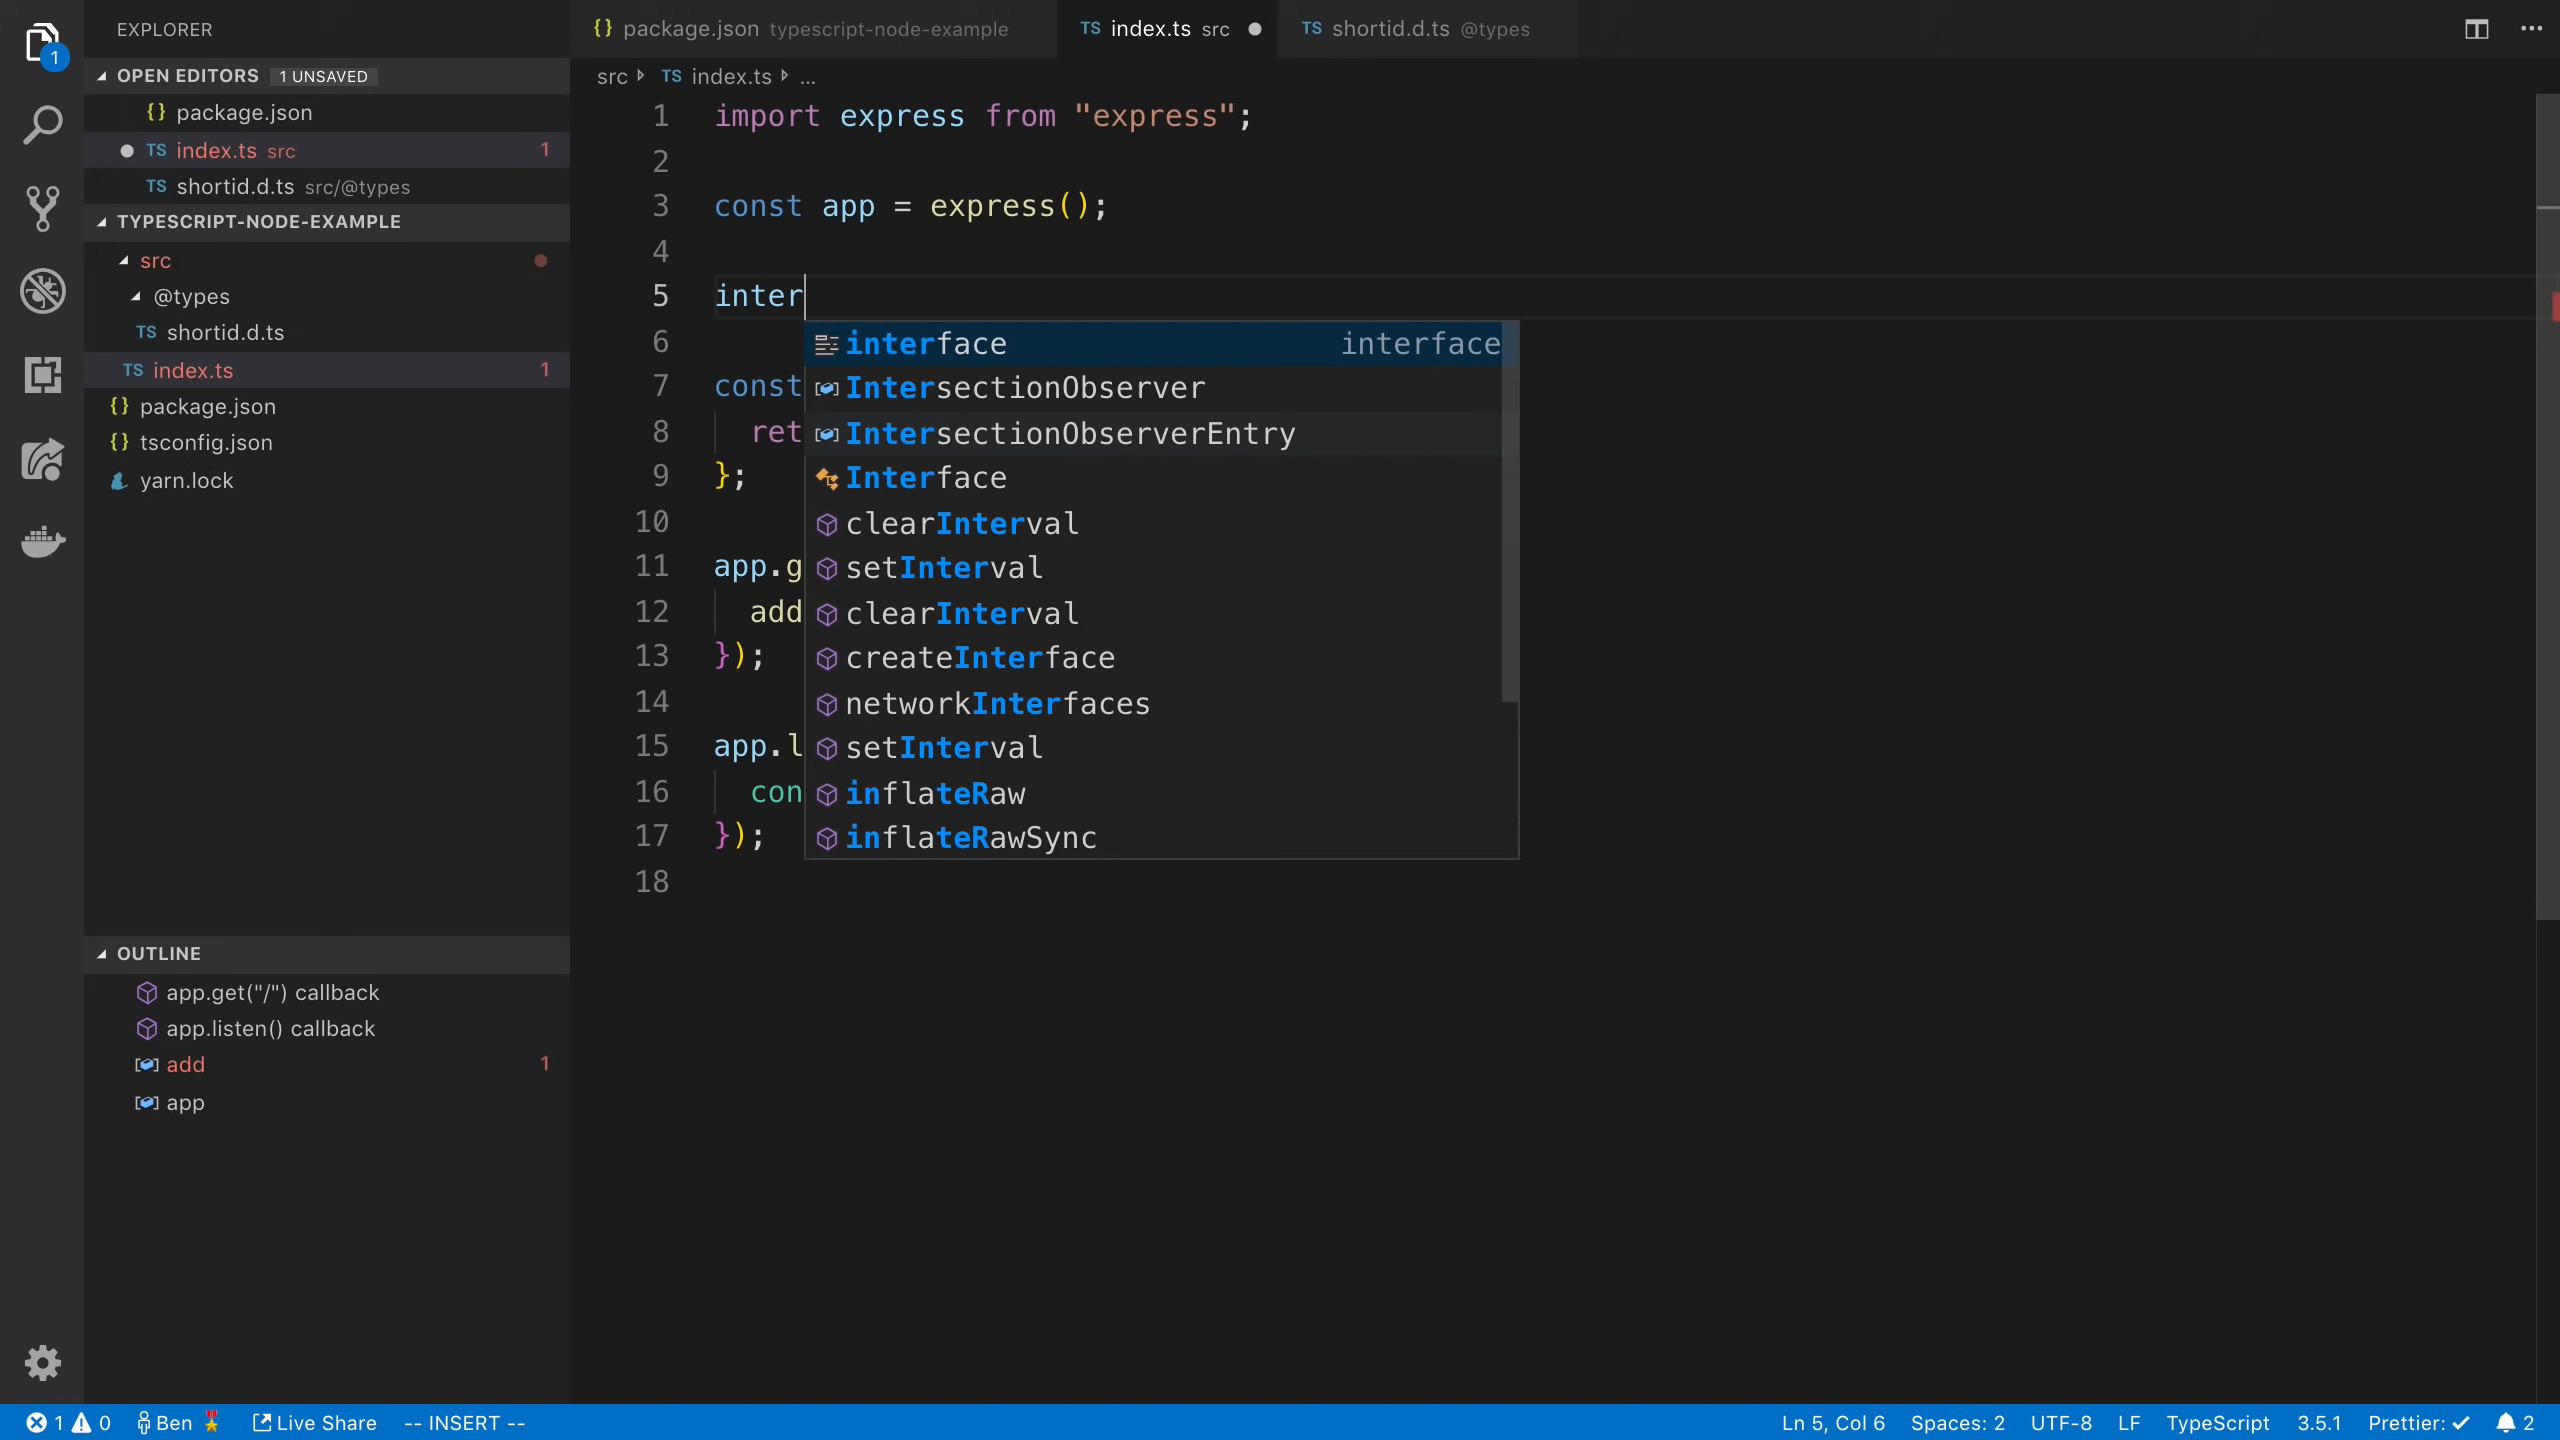 EXPLORER
OPEN EDITORS 1 UNSAVED
{} package.json
TS index.ts src 1
TS shortid.d.ts src/@types
TYPESCRIPT-NODE-EXAMPLE
src
@types
TS shortid.d.ts
TS index.ts 1
{} package.json
{} tsconfig.json
yarn.lock
OUTLINE
app.get("/") callback
app.listen() callback
add 1
app
1
{} package.json typescript-node-example
TS index.ts src
TS shortid.d.ts @types
...
src TS index.ts ...
1 import express from "express";
2
3 const app = express();
4
5 inter
6
7 const
8 ret
9 };
10
11 app.g
12 add
13 });
14
15 app.l
16 con
17 });
18
interface interface
IntersectionObserver
IntersectionObserverEntry
Interface
clearInterval
setInterval
clearInterval
createInterface
networkInterfaces
setInterval
inflateRaw
inflateRawSync
1 0 Ben Live Share -- INSERT -- Ln 5, Col 6 Spaces: 2 UTF-8 LF TypeScript 3.5.1 Prettier: ✓ 2